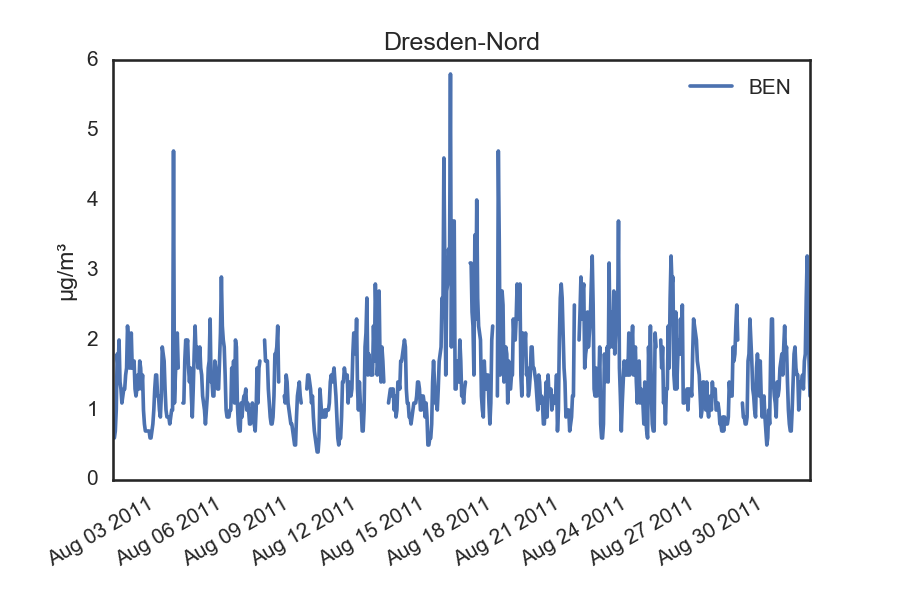 Dresden-Nord
BEN
µg/m³
6
5
4
3
2
1
0
Aug 03 2011
Aug 06 2011
Aug 09 2011
Aug 12 2011
Aug 15 2011
Aug 18 2011
Aug 21 2011
Aug 24 2011
Aug 27 2011
Aug 30 2011